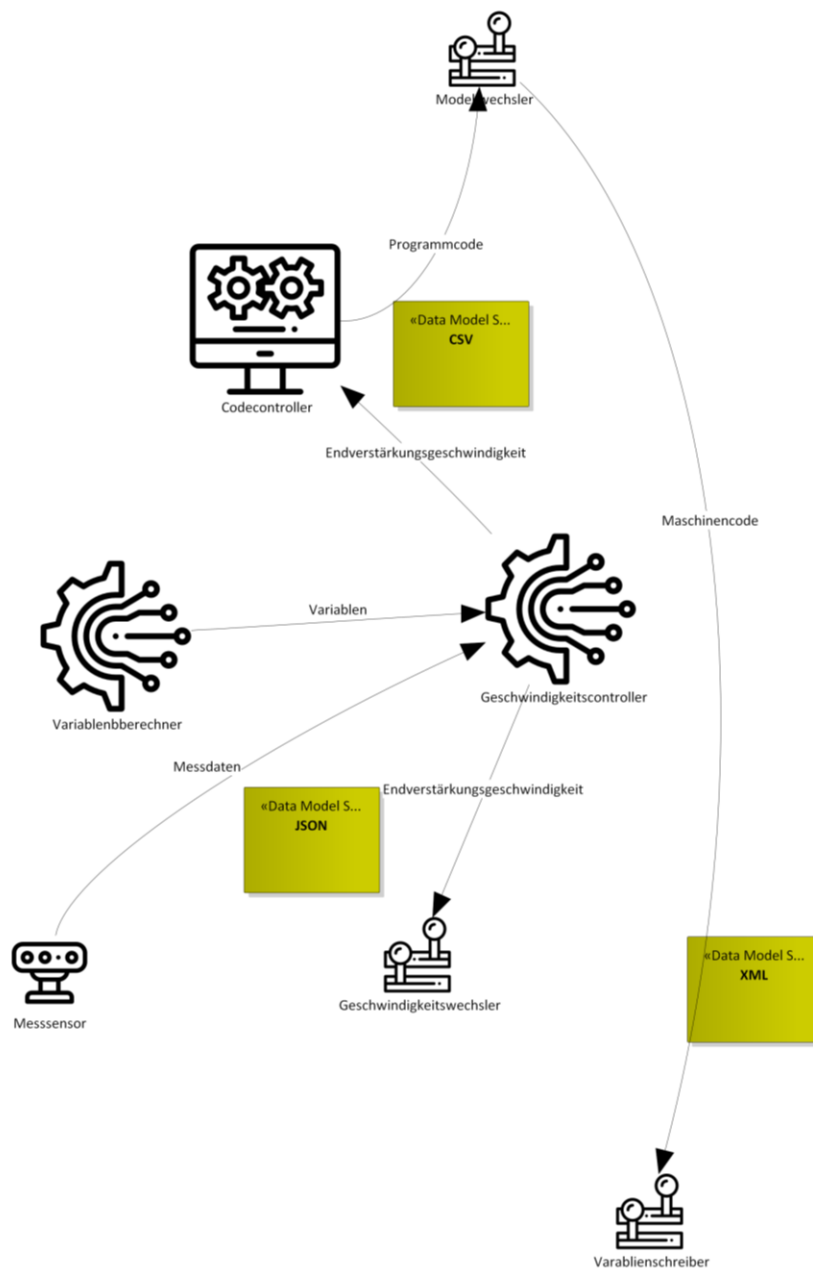 Modellwechsler
Programmcode
«Data Model S...
CSV
Codecontroller
Endverstärkungsgeschwindigkeit
Maschinencode
Variablen
Geschwindigkeitscontroller
Variablenbberechner
Messdaten
Endverstärkungsgeschwindigkeit
«Data Model S...
JSON
«Data Model S...
XML
Geschwindigkeitswechsler
Messsensor
Varablienschreiber